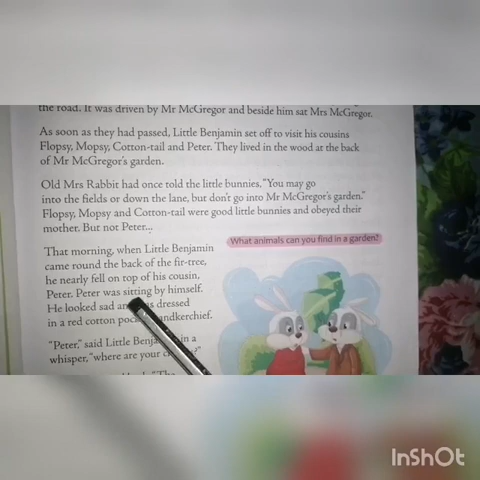 the road. It was driven by Mr McGregor and beside him sat Mrs McGregor.
As soon as they had passed, Little Benjamin set off to visit his cousins
Flopsy, Mopsy, Cotton-tail and Peter. They lived in the wood at the back
of Mr McGregor's garden.
Old Mrs Rabbit had once told the little bunnies. "You may go
into the fields or down the lane, but don't go into Mr McGregor's garden."
Flopsy, Mopsy and Cotton-tail were good little bunnies and obeyed their
mother. But not Peter...
What animals can you find in a garden?
That morning, when Little Benjamin
came round the back of the fir-tree,
he nearly fell on top of his cousin,
Peter. Peter was sitting by himself.
He looked sad an dressed
in a red cotton andkerchief.
"Peter," said Little in a
whisper, "where are your
"The
InShOt